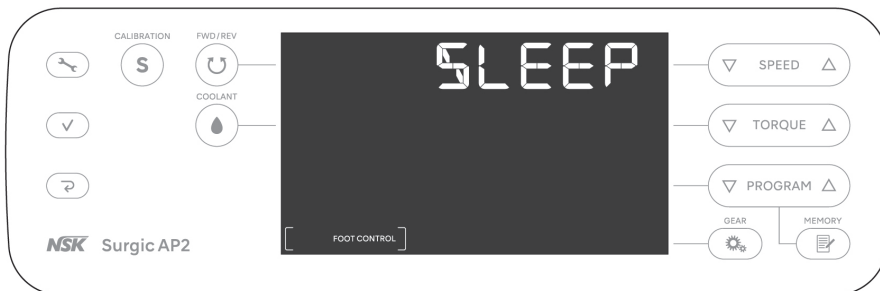 CALIBRATION
S
FWD/REV
COOLANT
SLEEP
FOOT CONTROL
SPEED
TORQUE
PROGRAM
GEAR
MEMORY
NSK Surgic AP2